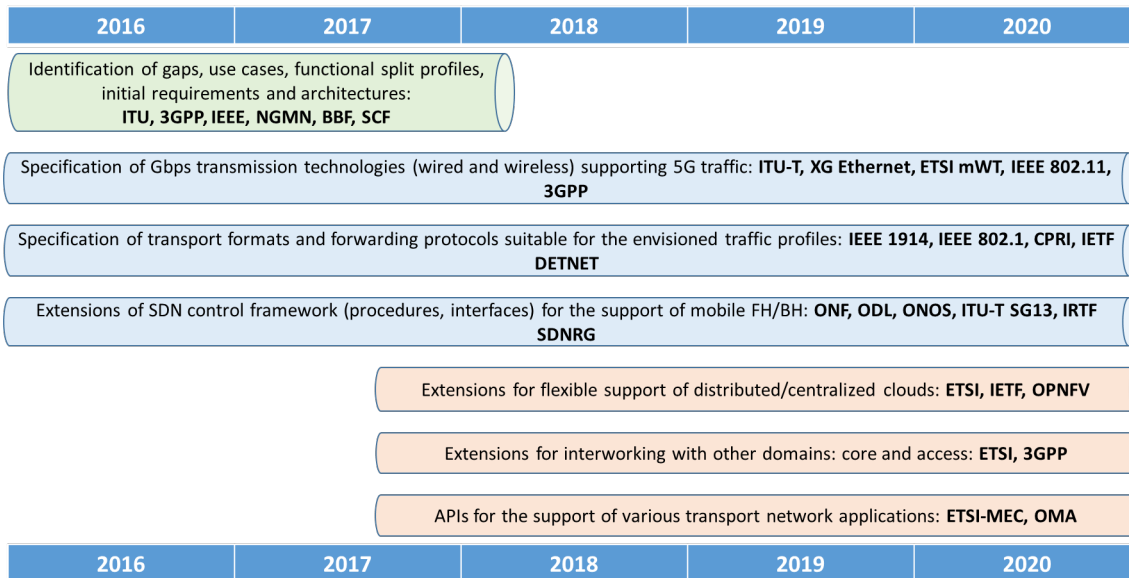 2016 2017 2018 2019 2020
Identification of gaps, use cases, functional split profiles,
initial requirements and architectures:
ITU, 3GPP, IEEE, NGMN, BBF, SCF
Specification of Gbps transmission technologies (wired and wireless) supporting 5G traffic: ITU-T, XG Ethernet, ETSI mWT, IEEE 802.11,
3GPP
Specification of transport formats and forwarding protocols suitable for the envisioned traffic profiles: IEEE 1914, IEEE 802.1, CPRI, IETF
DETNET
Extensions of SDN control framework (procedures, interfaces) for the support of mobile FH/BH: ONF, ODL, ONOS, ITU-T SG13, IRTF
SDNRG
Extensions for flexible support of distributed/centralized clouds: ETSI, IETF, OPNFV
Extensions for interworking with other domains: core and access: ETSI, 3GPP
APIs for the support of various transport network applications: ETSI-MEC, OMA
2016 2017 2018 2019 2020